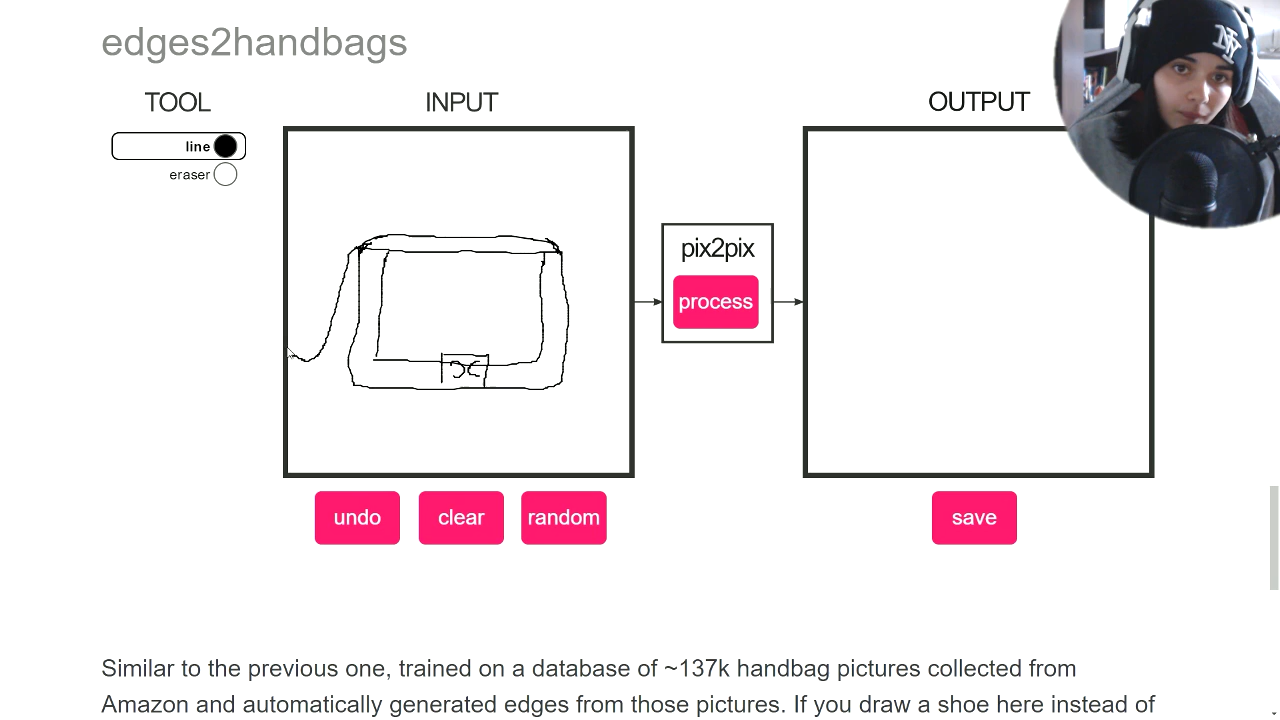 edges2handbags
TOOL
INPUT
OUTPUT
line
eraser
pix2pix
process
undo
clear
random
save
Similar to the previous one, trained on a database of ~137k handbag pictures collected from
Amazon and automatically generated edges from those pictures. If you draw a shoe here instead of